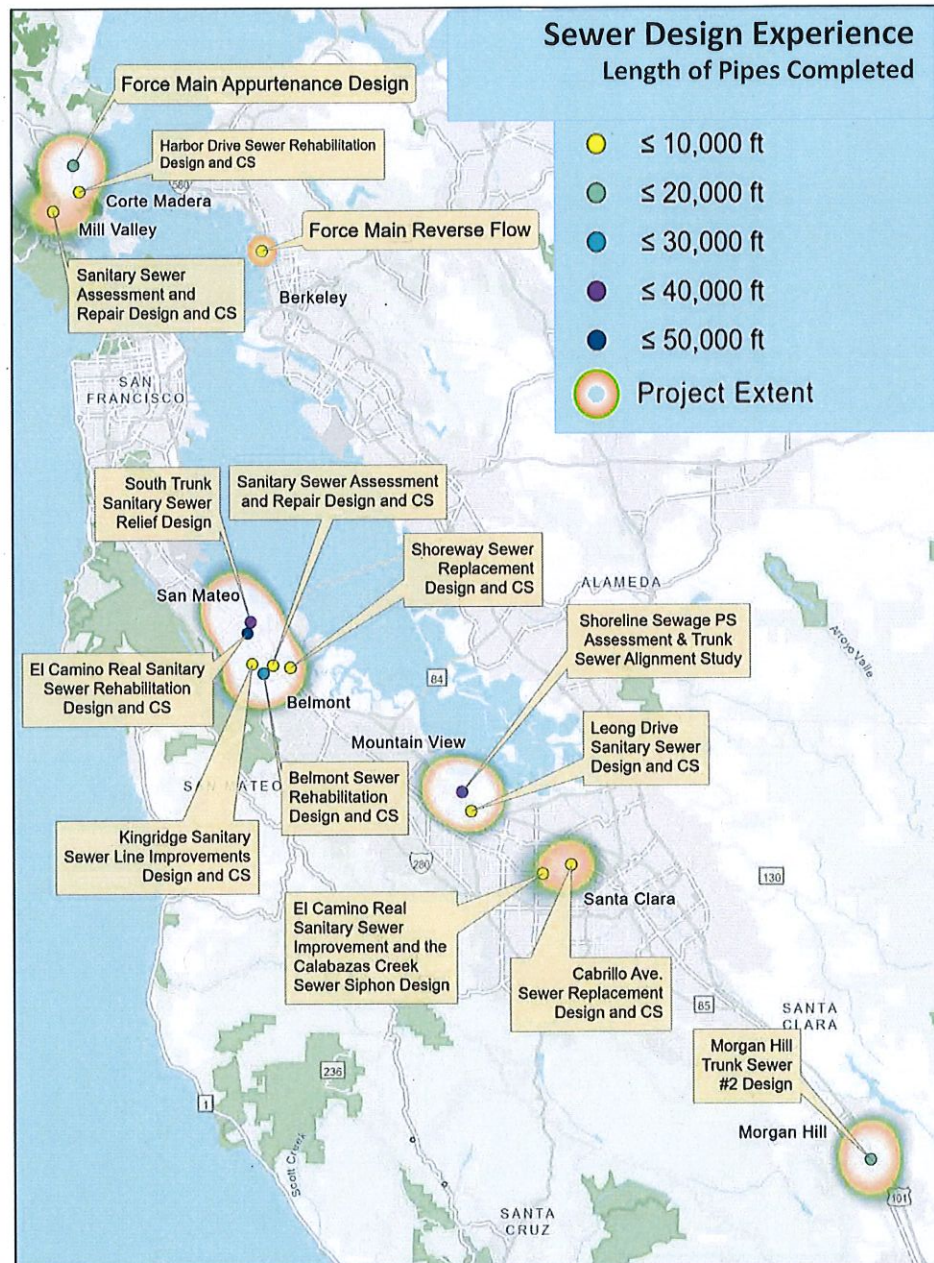 Sewer Design Experience
Length of Pipes Completed
≤ 10,000 ft
≤ 20,000 ft
≤ 30,000 ft
≤ 40,000 ft
≤ 50,000 ft
Project Extent
Force Main Appurtenance Design
Harbor Drive Sewer Rehabilitation
Design and CS
580
Corte Madera
Mill Valley
Force Main Reverse Flow
Sanitary Sewer
Assessment and
Repair Design and CS
Berkeley
SAN
FRANCISCO
South Trunk
Sanitary Sewer
Relief Design
Sanitary Sewer Assessment
and Repair Design and CS
Shoreway Sewer
Replacement
Design and CS
San Mateo
ALAMEDA
Arroyo Valle
Shoreline Sewage PS
Assessment & Trunk
Sewer Alignment Study
El Camino Real Sanitary
Sewer Rehabilitation
Design and CS
84
Belmont
Mountain View
Leong Drive
Sanitary Sewer
Design and CS
SAN MATEO
Belmont Sewer
Rehabilitation
Design and CS
Kingridge Sanitary
Sewer Line Improvements
Design and CS
280
130
Santa Clara
El Camino Real
Sanitary Sewer
Improvement and the
Calabazas Creek
Sewer Siphon Design
Cabrillo Ave.
Sewer Replacement
Design and CS
85
SANTA
CLARA
Morgan Hill
Trunk Sewer
#2 Design
236
1
Morgan Hill
Scott Creek
101
SANTA
CRUZ